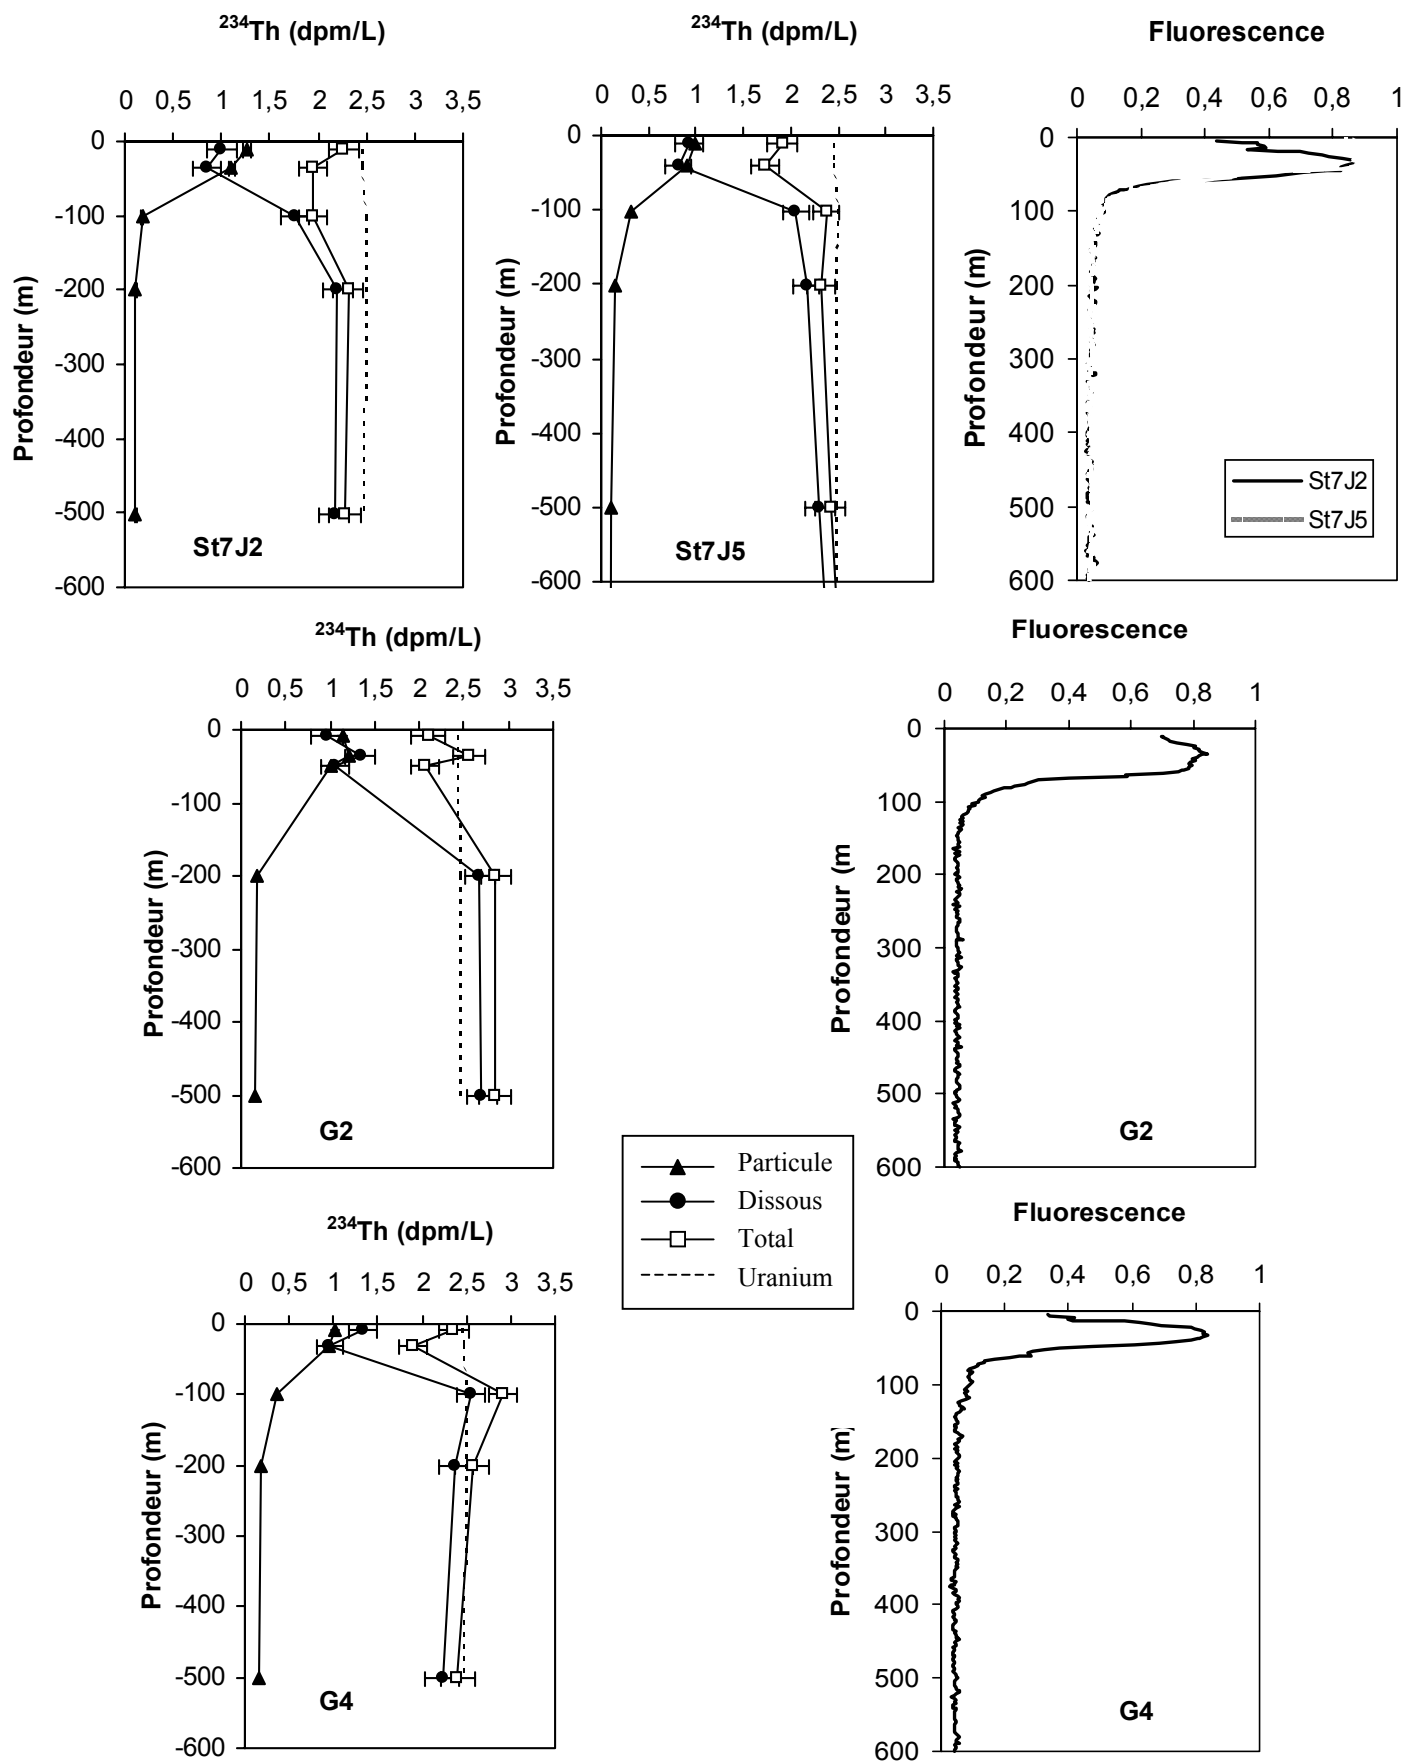 ²³⁴Th (dpm/L)
0 0,5 1 1,5 2 2,5 3 3,5
0
-100
-200
-300
-400
-500
-600
Profondeur (m)
St7J2
²³⁴Th (dpm/L)
0 0,5 1 1,5 2 2,5 3 3,5
0
-100
-200
-300
-400
-500
-600
Profondeur (m)
St7J5
Fluorescence
0 0,2 0,4 0,6 0,8 1
0
100
200
300
400
500
600
Profondeur (m)
St7J2
St7J5
²³⁴Th (dpm/L)
0 0,5 1 1,5 2 2,5 3 3,5
0
-100
-200
-300
-400
-500
-600
Profondeur (m)
G2
Fluorescence
0 0,2 0,4 0,6 0,8 1
0
100
200
300
400
500
600
Profondeur (m
G2
Particule
Dissous
Total
Uranium
²³⁴Th (dpm/L)
0 0,5 1 1,5 2 2,5 3 3,5
0
-100
-200
-300
-400
-500
-600
Profondeur (m)
G4
Fluorescence
0 0,2 0,4 0,6 0,8 1
0
100
200
300
400
500
600
Profondeur (m)
G4